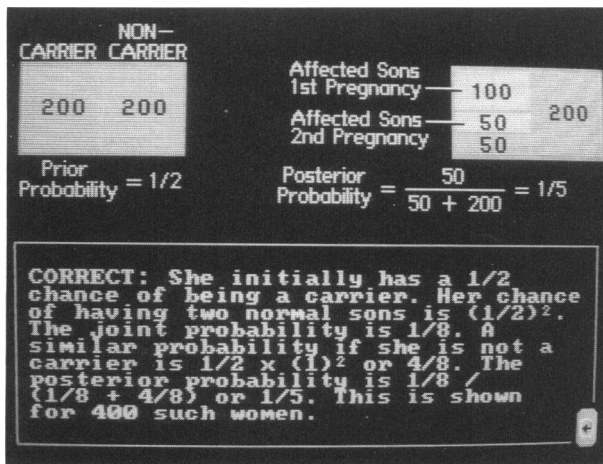 NON-
CARRIER CARRIER
200 200
Prior
Probability = 1/2
Affected Sons
1st Pregnancy
100
Affected Sons
2nd Pregnancy
50
50
200
Posterior
Probability = 50 / 50 + 200 = 1/5
CORRECT: She initially has a 1/2
chance of being a carrier. Her chance
of having two normal sons is (1/2)².
The joint probability is 1/8. A
similar probability if she is not a
carrier is 1/2 x (1)² or 4/8. The
posterior probability is 1/8 /
(1/8 + 4/8) or 1/5. This is shown
for 400 such women.